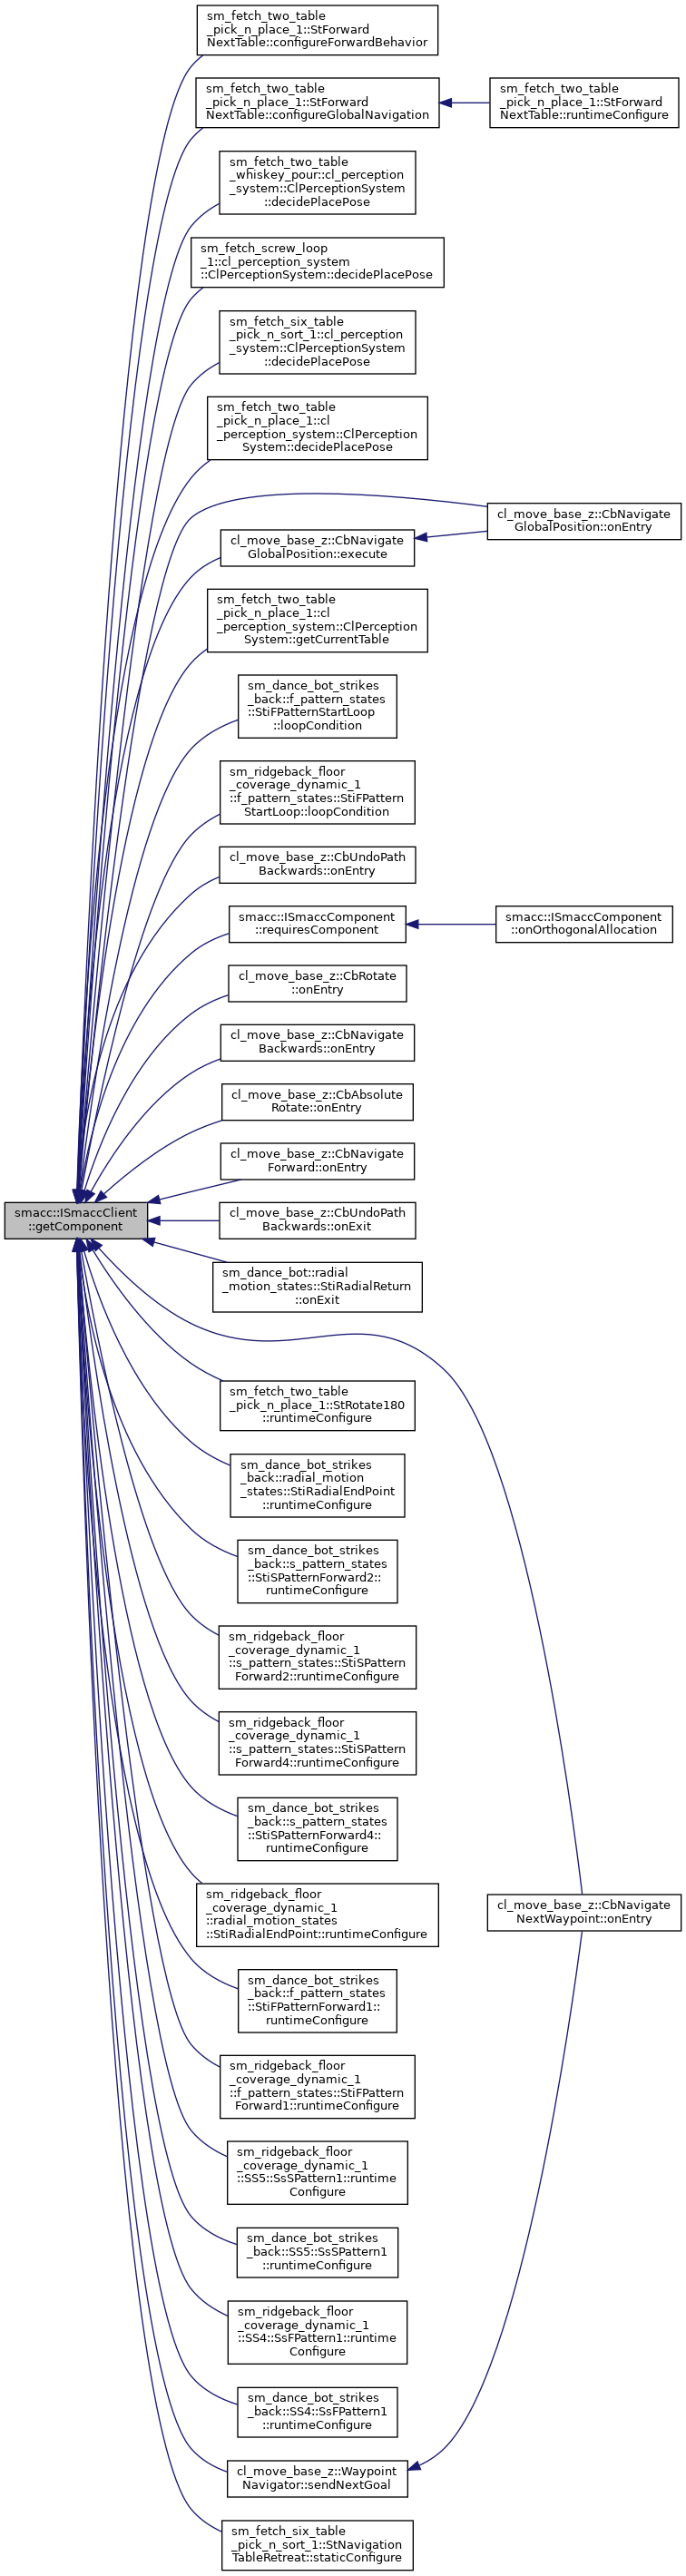 sm_fetch_two_table
_pick_n_place_1::StForward
NextTable::configureForwardBehavior
sm_fetch_two_table
_pick_n_place_1::StForward
NextTable::configureGlobalNavigation
sm_fetch_two_table
_pick_n_place_1::StForward
NextTable::runtimeConfigure
sm_fetch_two_table
_whiskey_pour::cl_perception
_system::ClPerceptionSystem
::decidePlacePose
sm_fetch_screw_loop
_1::cl_perception_system
::ClPerceptionSystem::decidePlacePose
sm_fetch_six_table
_pick_n_sort_1::cl_perception
_system::ClPerceptionSystem
::decidePlacePose
sm_fetch_two_table
_pick_n_place_1::cl
_perception_system::ClPerception
System::decidePlacePose
cl_move_base_z::CbNavigate
GlobalPosition::onEntry
cl_move_base_z::CbNavigate
GlobalPosition::execute
sm_fetch_two_table
_pick_n_place_1::cl
_perception_system::ClPerception
System::getCurrentTable
sm_dance_bot_strikes
_back::f_pattern_states
::StiFPatternStartLoop
::loopCondition
sm_ridgeback_floor
_coverage_dynamic_1
::f_pattern_states::StiFPattern
StartLoop::loopCondition
cl_move_base_z::CbUndoPath
Backwards::onEntry
smacc::ISmaccComponent
::requiresComponent
smacc::ISmaccComponent
::onOrthogonalAllocation
cl_move_base_z::CbRotate
::onEntry
cl_move_base_z::CbNavigate
Backwards::onEntry
cl_move_base_z::CbAbsolute
Rotate::onEntry
cl_move_base_z::CbNavigate
Forward::onEntry
smacc::ISmaccClient
::getComponent
cl_move_base_z::CbUndoPath
Backwards::onExit
sm_dance_bot::radial
_motion_states::StiRadialReturn
::onExit
sm_fetch_two_table
_pick_n_place_1::StRotate180
::runtimeConfigure
sm_dance_bot_strikes
_back::radial_motion
_states::StiRadialEndPoint
::runtimeConfigure
sm_dance_bot_strikes
_back::s_pattern_states
::StiSPatternForward2::
runtimeConfigure
sm_ridgeback_floor
_coverage_dynamic_1
::s_pattern_states::StiSPattern
Forward2::runtimeConfigure
sm_ridgeback_floor
_coverage_dynamic_1
::s_pattern_states::StiSPattern
Forward4::runtimeConfigure
sm_dance_bot_strikes
_back::s_pattern_states
::StiSPatternForward4::
runtimeConfigure
sm_ridgeback_floor
_coverage_dynamic_1
::radial_motion_states
::StiRadialEndPoint::runtimeConfigure
cl_move_base_z::CbNavigate
NextWaypoint::onEntry
sm_dance_bot_strikes
_back::f_pattern_states
::StiFPatternForward1::
runtimeConfigure
sm_ridgeback_floor
_coverage_dynamic_1
::f_pattern_states::StiFPattern
Forward1::runtimeConfigure
sm_ridgeback_floor
_coverage_dynamic_1
::SS5::SsSPattern1::runtime
Configure
sm_dance_bot_strikes
_back::SS5::SsSPattern1
::runtimeConfigure
sm_ridgeback_floor
_coverage_dynamic_1
::SS4::SsFPattern1::runtime
Configure
sm_dance_bot_strikes
_back::SS4::SsFPattern1
::runtimeConfigure
cl_move_base_z::Waypoint
Navigator::sendNextGoal
sm_fetch_six_table
_pick_n_sort_1::StNavigation
TableRetreat::staticConfigure